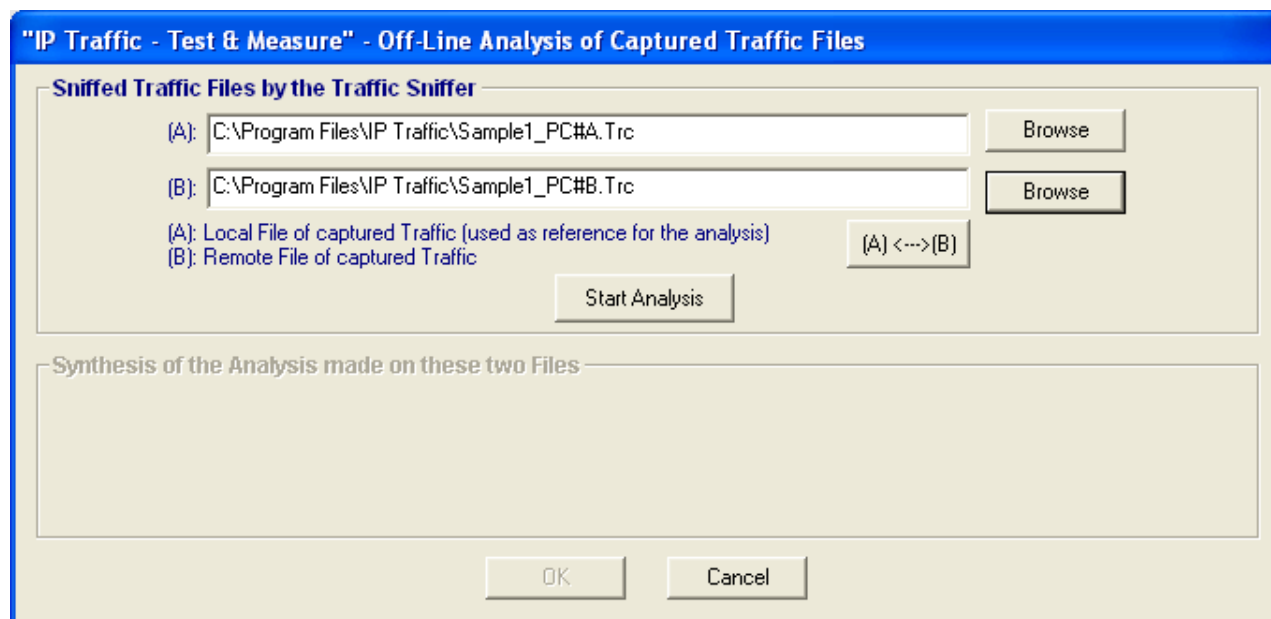 "IP Traffic - Test & Measure" - Off-Line Analysis of Captured Traffic Files
Sniffed Traffic Files by the Traffic Sniffer
(A): C:\Program Files\IP Traffic\Sample1_PC#A.Trc Browse
(B): C:\Program Files\IP Traffic\Sample1_PC#B.Trc Browse
(A): Local File of captured Traffic (used as reference for the analysis)
(B): Remote File of captured Traffic
(A) <--->(B)
Start Analysis
Synthesis of the Analysis made on these two Files
OK Cancel